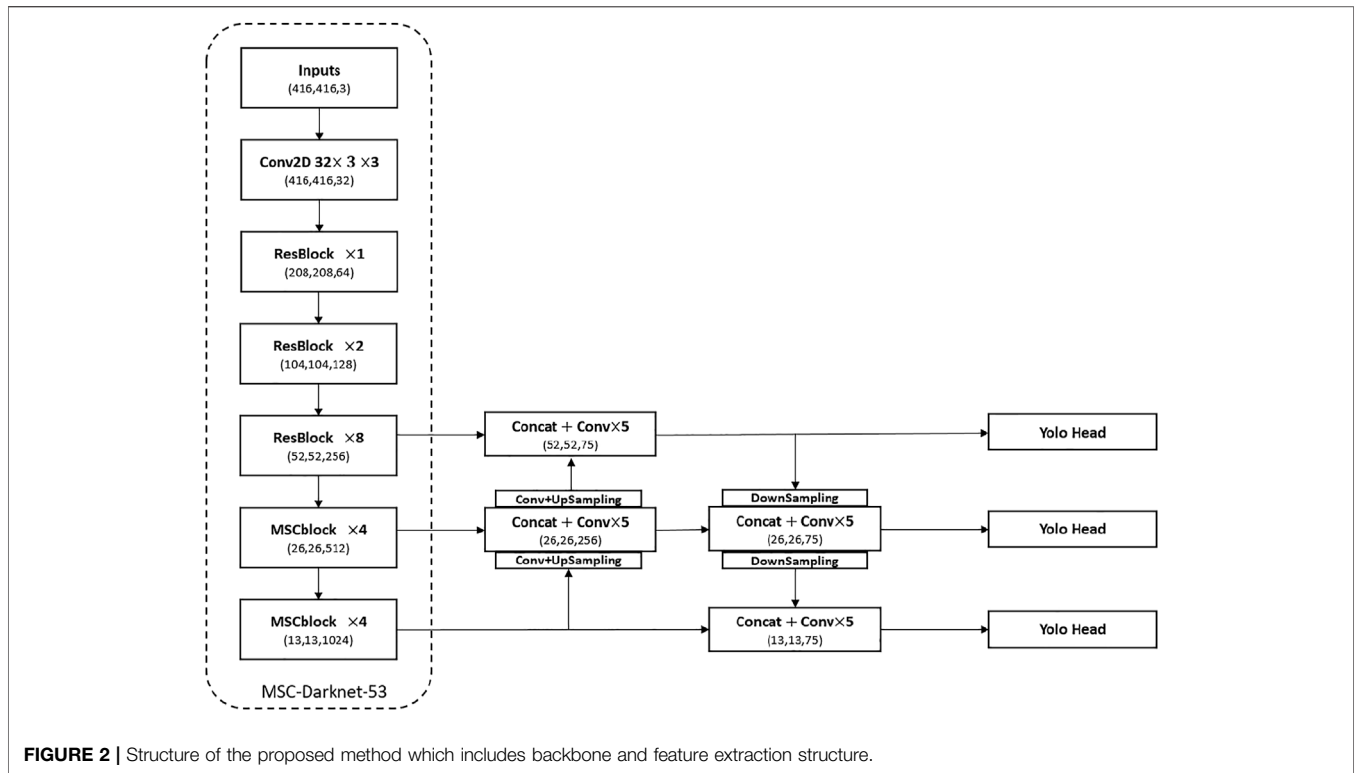 Inputs
(416,416,3)
Conv2D 32× 3 ×3
(416,416,32)
ResBlock ×1
(208,208,64)
ResBlock ×2
(104,104,128)
ResBlock ×8
(52,52,256)
MSCblock ×4
(26,26,512)
MSCblock ×4
(13,13,1024)
MSC-Darknet-53
Concat + Conv×5
(52,52,75)
Conv+UpSampling
Concat + Conv×5
(26,26,256)
Conv+UpSampling
DownSampling
Concat + Conv×5
(26,26,75)
DownSampling
Concat + Conv×5
(13,13,75)
Yolo Head
Yolo Head
Yolo Head
FIGURE 2 | Structure of the proposed method which includes backbone and feature extraction structure.